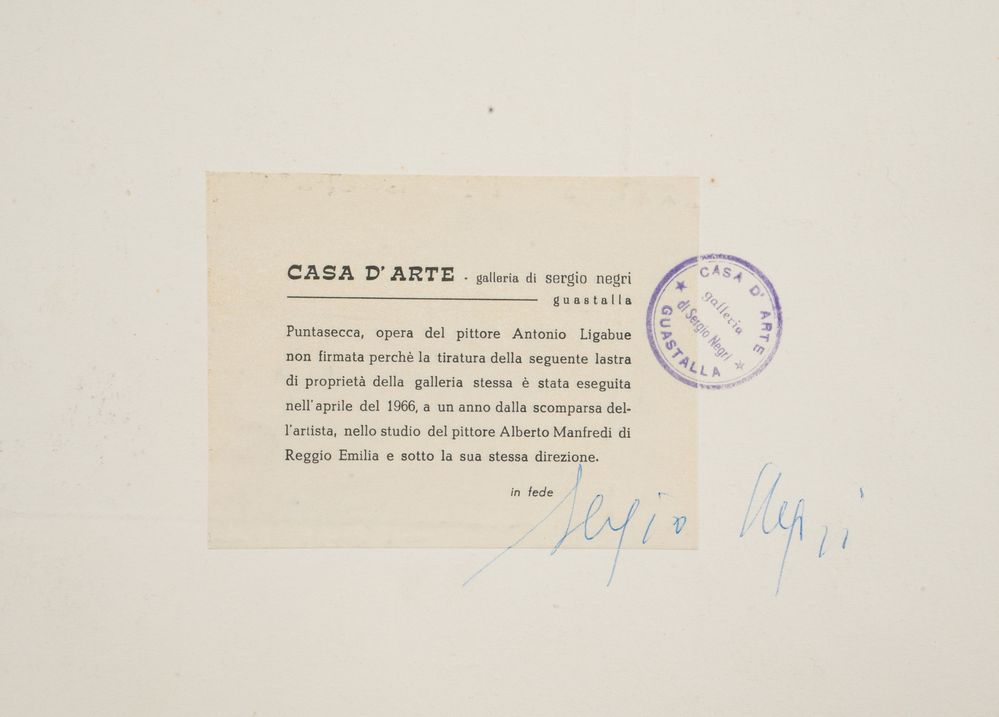 CASA D'ARTE - galleria di sergio negri
guastalla
Puntasecca, opera del pittore Antonio Ligabue
non firmata perchè la tiratura della seguente lastra
di proprietà della galleria stessa è stata eseguita
nell'aprile del 1966, a un anno dalla scomparsa del-
l'artista, nello studio del pittore Alberto Manfredi di
Reggio Emilia e sotto la sua stessa direzione.
in fede
Sergio Negri
CASA D'ARTE
galleria
di Sergio Negri
GUASTALLA